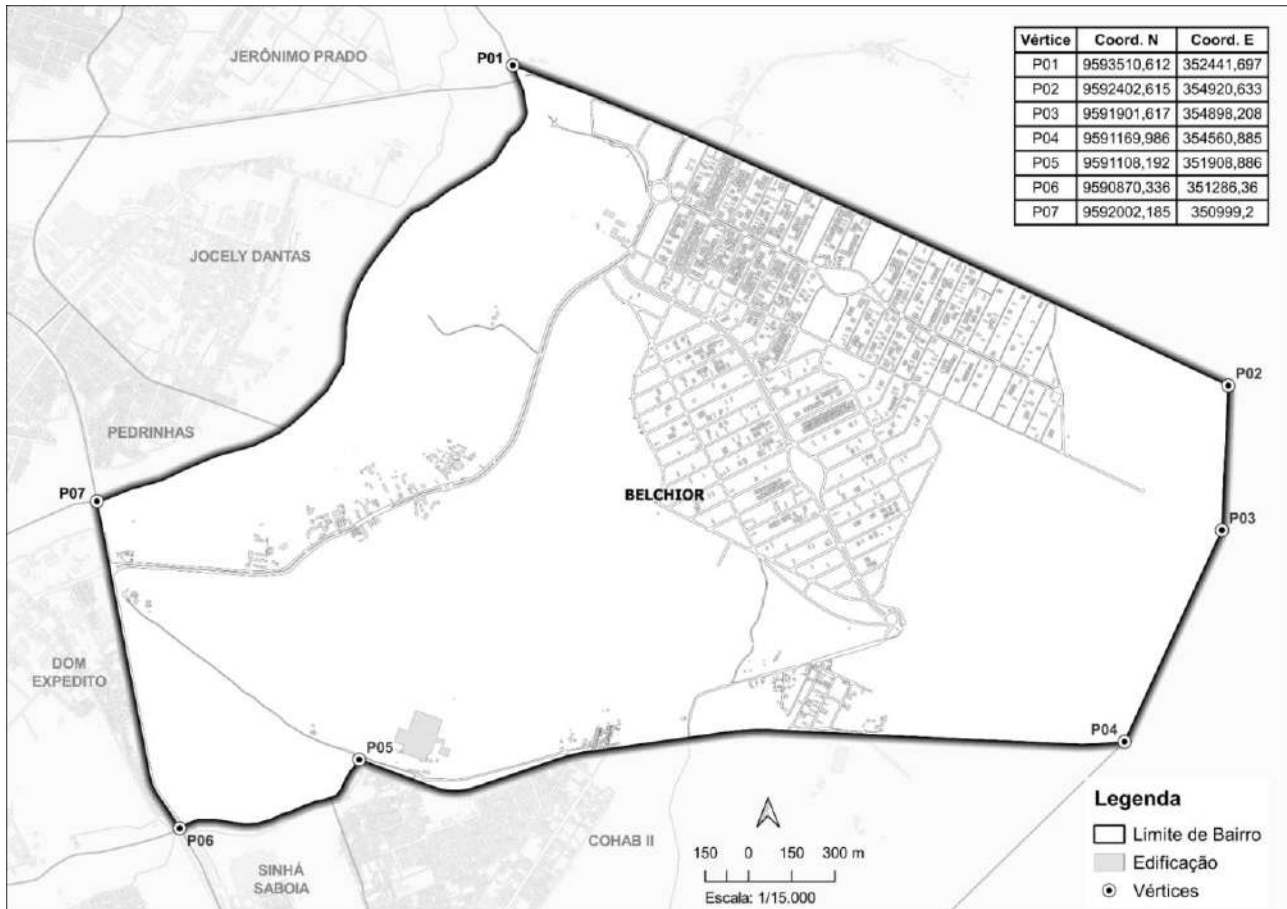 JERÔNIMO PRADO
P01
Vértice Coord. N Coord. E
P01 9593510,612 352441,697
P02 9592402,615 354920,633
P03 9591901,617 354898,208
P04 9591169,986 354560,885
P05 9591108,192 351908,886
P06 9590870,336 351286,36
P07 9592002,185 350999,2
JOCELY DANTAS
P02
PEDRINHAS
P07
BELCHIOR
P03
DOM
EXPEDITO
P05
P04
P06
SINHÁ
SABOIA
COHAB II
150 0 150 300 m
Escala: 1/15.000
Legenda
Limite de Bairro
Edificação
Vértices